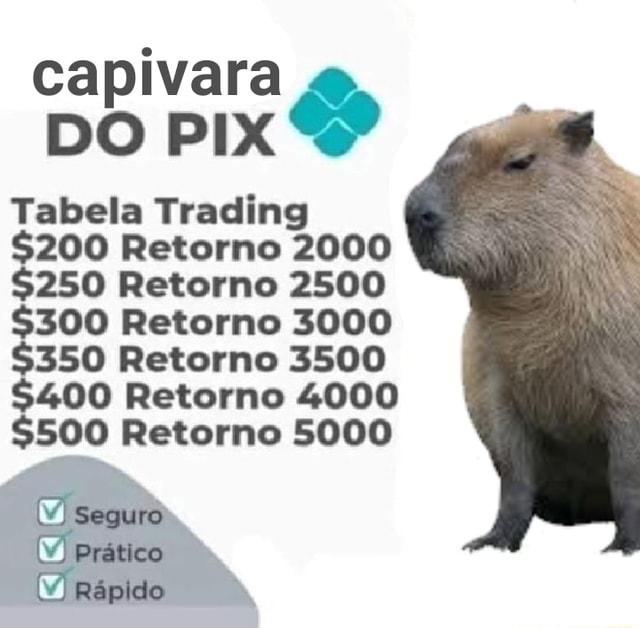 capivara
DO PIX
Tabela Trading
$200 Retorno 2000
$250 Retorno 2500
$300 Retorno 3000
$350 Retorno 3500
$400 Retorno 4000
$500 Retorno 5000
Seguro
Prático
Rápido